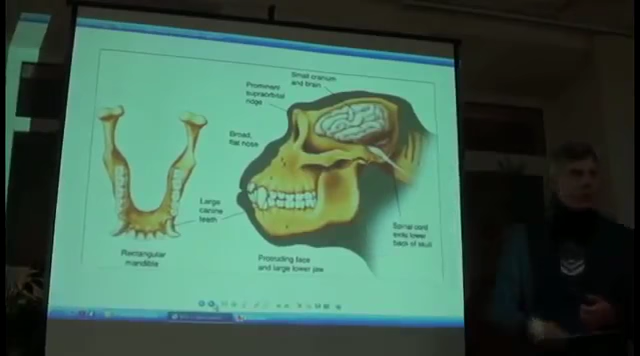 Small cranium
and brain
Prominent
supraorbital
ridge
Broad,
flat nose
Large
canine
teeth
Spinal cord
exits lower
back of skull
Rectangular
mandible
Protruding face
and large lower jaw